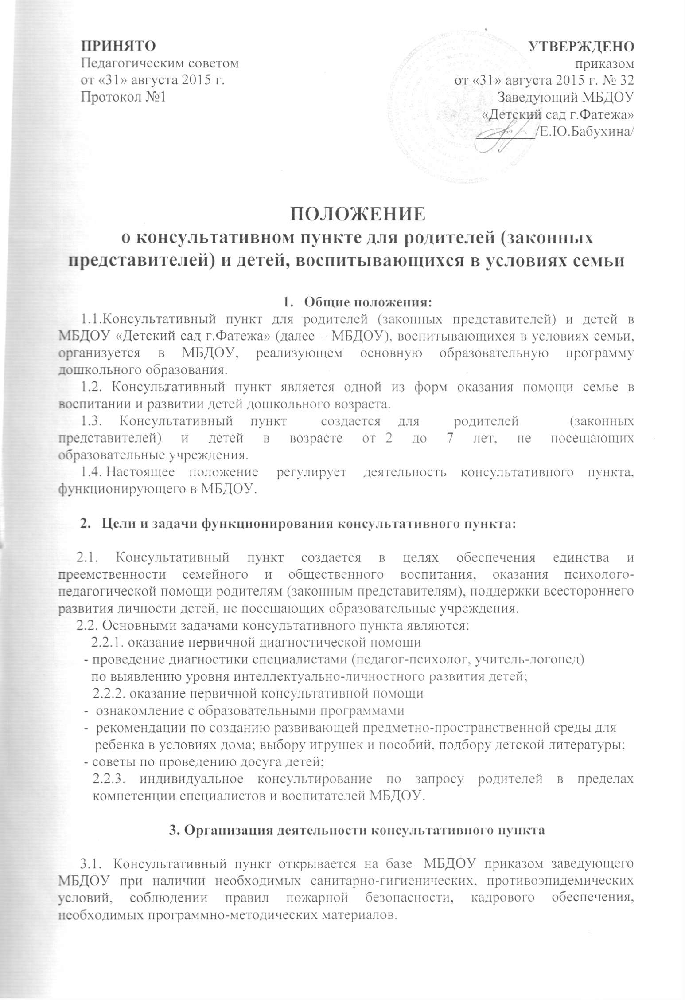 ПРИНЯТО
Педагогическим советом
от «31» августа 2015 г.
Протокол №1
УТВЕРЖДЕНО
приказом
от «31» августа 2015 г. № 32
Заведующий МБДОУ
«Детский сад г.Фатежа»
/Е.Ю.Бабухина/
ПОЛОЖЕНИЕ
о консультативном пункте для родителей (законных
представителей) и детей, воспитывающихся в условиях семьи
1. Общие положения:
1.1.Консультативный пункт для родителей (законных представителей) и детей в
МБДОУ «Детский сад г.Фатежа» (далее – МБДОУ), воспитывающихся в условиях семьи,
организуется в МБДОУ, реализующем основную образовательную программу
дошкольного образования.
1.2. Консультативный пункт является одной из форм оказания помощи семье в
воспитании и развитии детей дошкольного возраста.
1.3. Консультативный пункт создается для родителей (законных
представителей) и детей в возрасте от 2 до 7 лет, не посещающих
образовательные учреждения.
1.4. Настоящее положение регулирует деятельность консультативного пункта,
функционирующего в МБДОУ.
2. Цели и задачи функционирования консультативного пункта:
2.1. Консультативный пункт создается в целях обеспечения единства и
преемственности семейного и общественного воспитания, оказания психолого-
педагогической помощи родителям (законным представителям), поддержки всестороннего
развития личности детей, не посещающих образовательные учреждения.
2.2. Основными задачами консультативного пункта являются:
2.2.1. оказание первичной диагностической помощи
- проведение диагностики специалистами (педагог-психолог, учитель-логопед)
по выявлению уровня интеллектуально-личностного развития детей;
2.2.2. оказание первичной консультативной помощи
- ознакомление с образовательными программами
- рекомендации по созданию развивающей предметно-пространственной среды для
ребенка в условиях дома; выбору игрушек и пособий, подбору детской литературы;
- советы по проведению досуга детей;
2.2.3. индивидуальное консультирование по запросу родителей в пределах
компетенции специалистов и воспитателей МБДОУ.
3. Организация деятельности консультативного пункта
3.1. Консультативный пункт открывается на базе МБДОУ приказом заведующего
МБДОУ при наличии необходимых санитарно-гигиенических, противоэпидемических
условий, соблюдении правил пожарной безопасности, кадрового обеспечения,
необходимых программно-методических материалов.